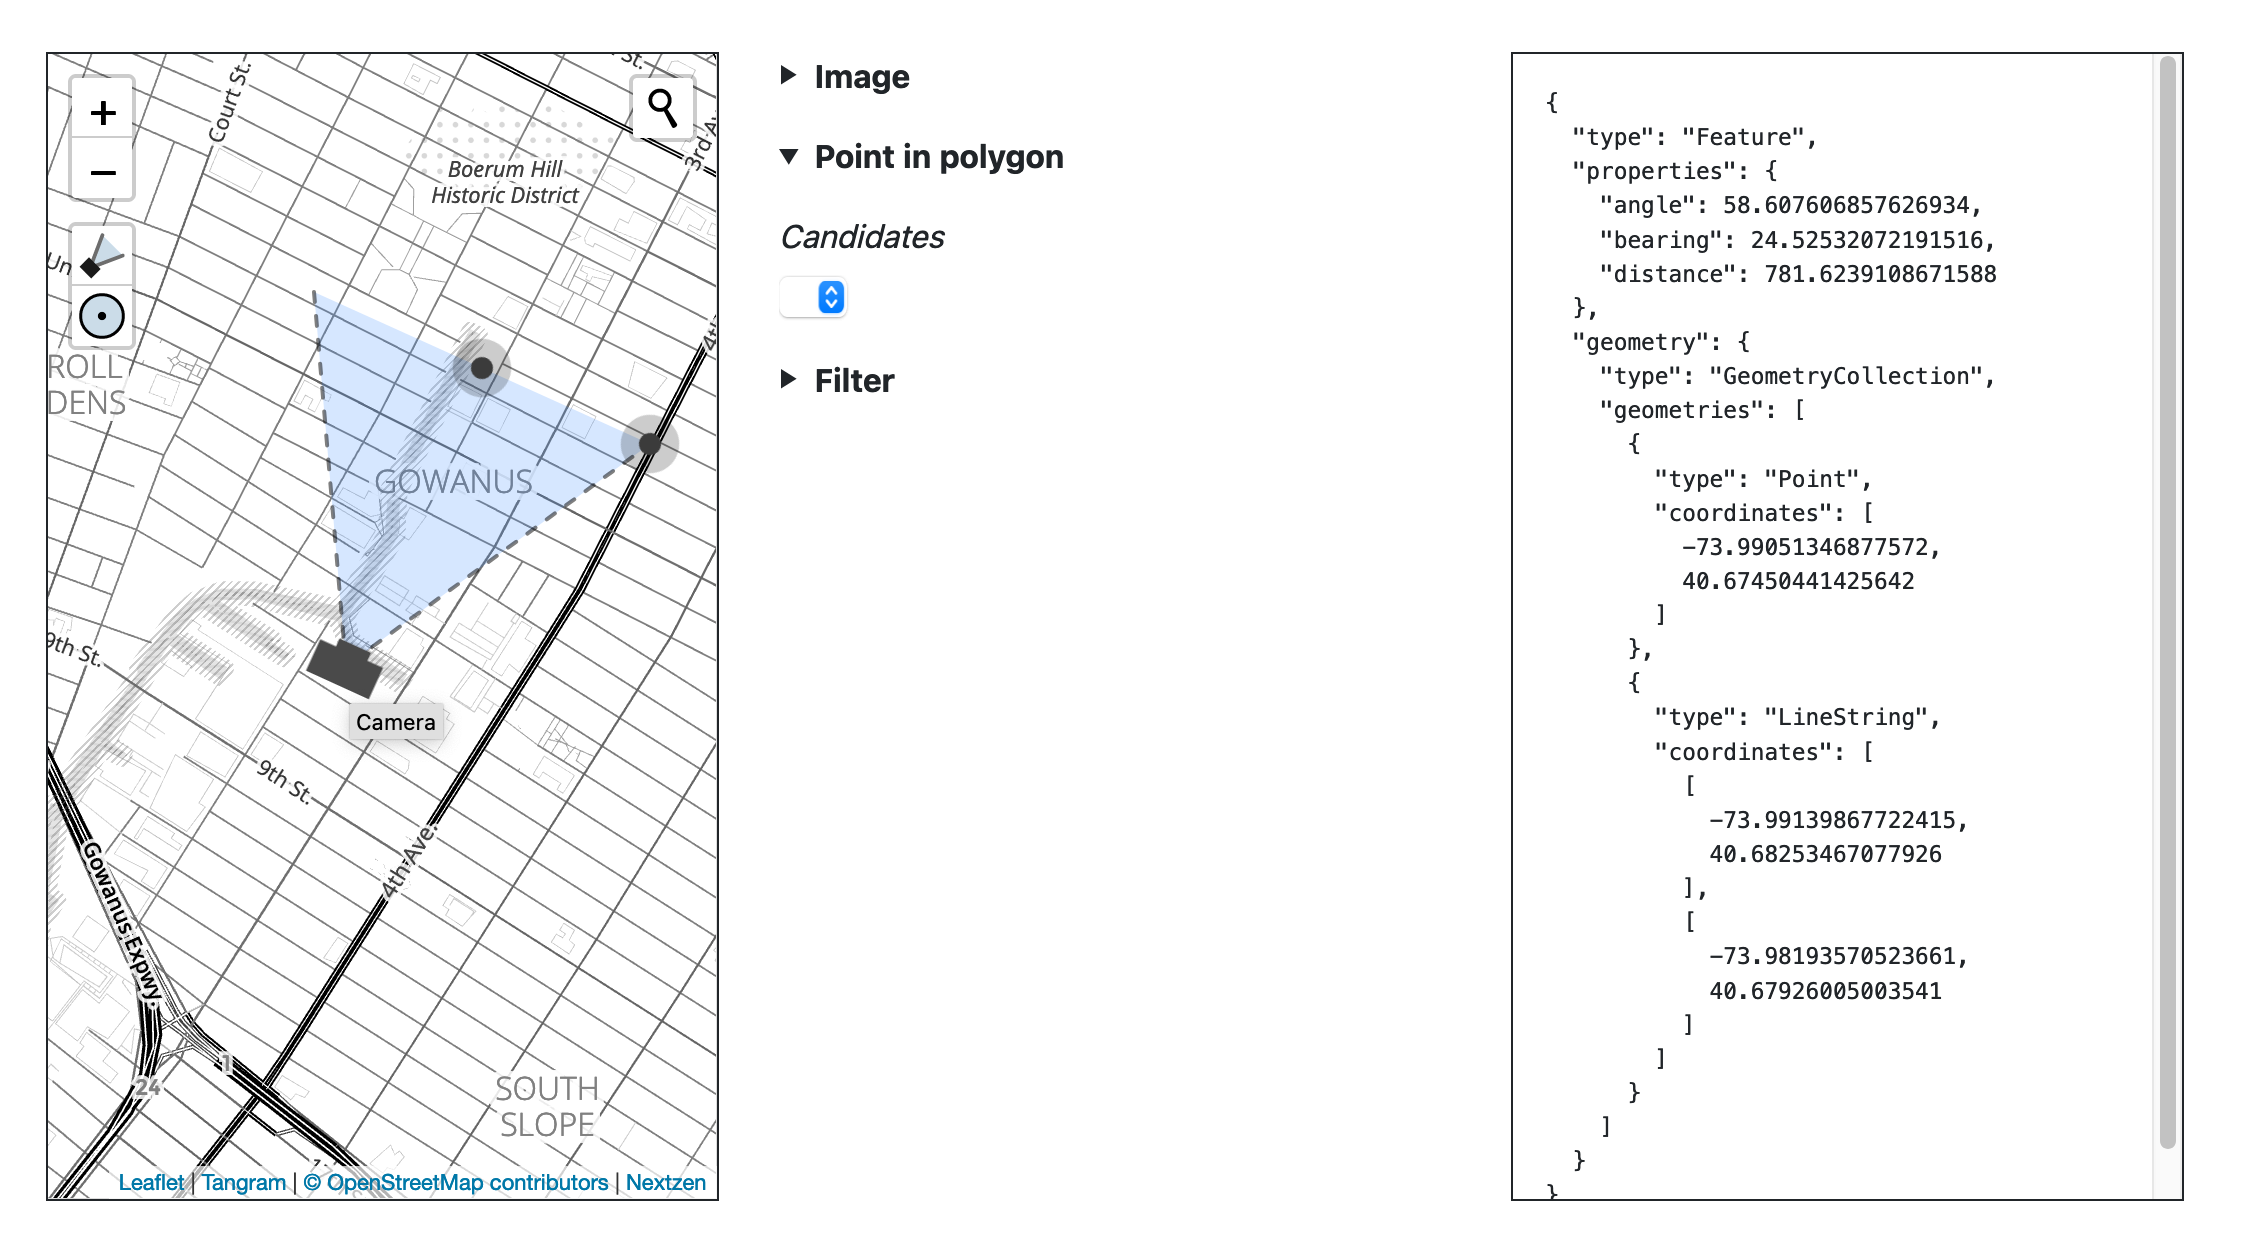 +
−
Court St.
St.
3rd Av
Boerum Hill
Historic District
Un
4th
ROLL
DENS
GOWANUS
9th St.
Camera
9th St.
4th Ave.
Gowanus Expwy.
1
24
SOUTH
SLOPE
Leaflet | Tangram | © OpenStreetMap contributors | Nextzen
Image
Point in polygon
Candidates
Filter
{
"type": "Feature",
"properties": {
"angle": 58.607606857626934,
"bearing": 24.52532072191516,
"distance": 781.6239108671588
},
"geometry": {
"type": "GeometryCollection",
"geometries": [
{
"type": "Point",
"coordinates": [
-73.99051346877572,
40.67450441425642
]
},
{
"type": "LineString",
"coordinates": [
[
-73.99139867722415,
40.68253467077926
],
[
-73.98193570523661,
40.67926005003541
]
]
}
]
}
}